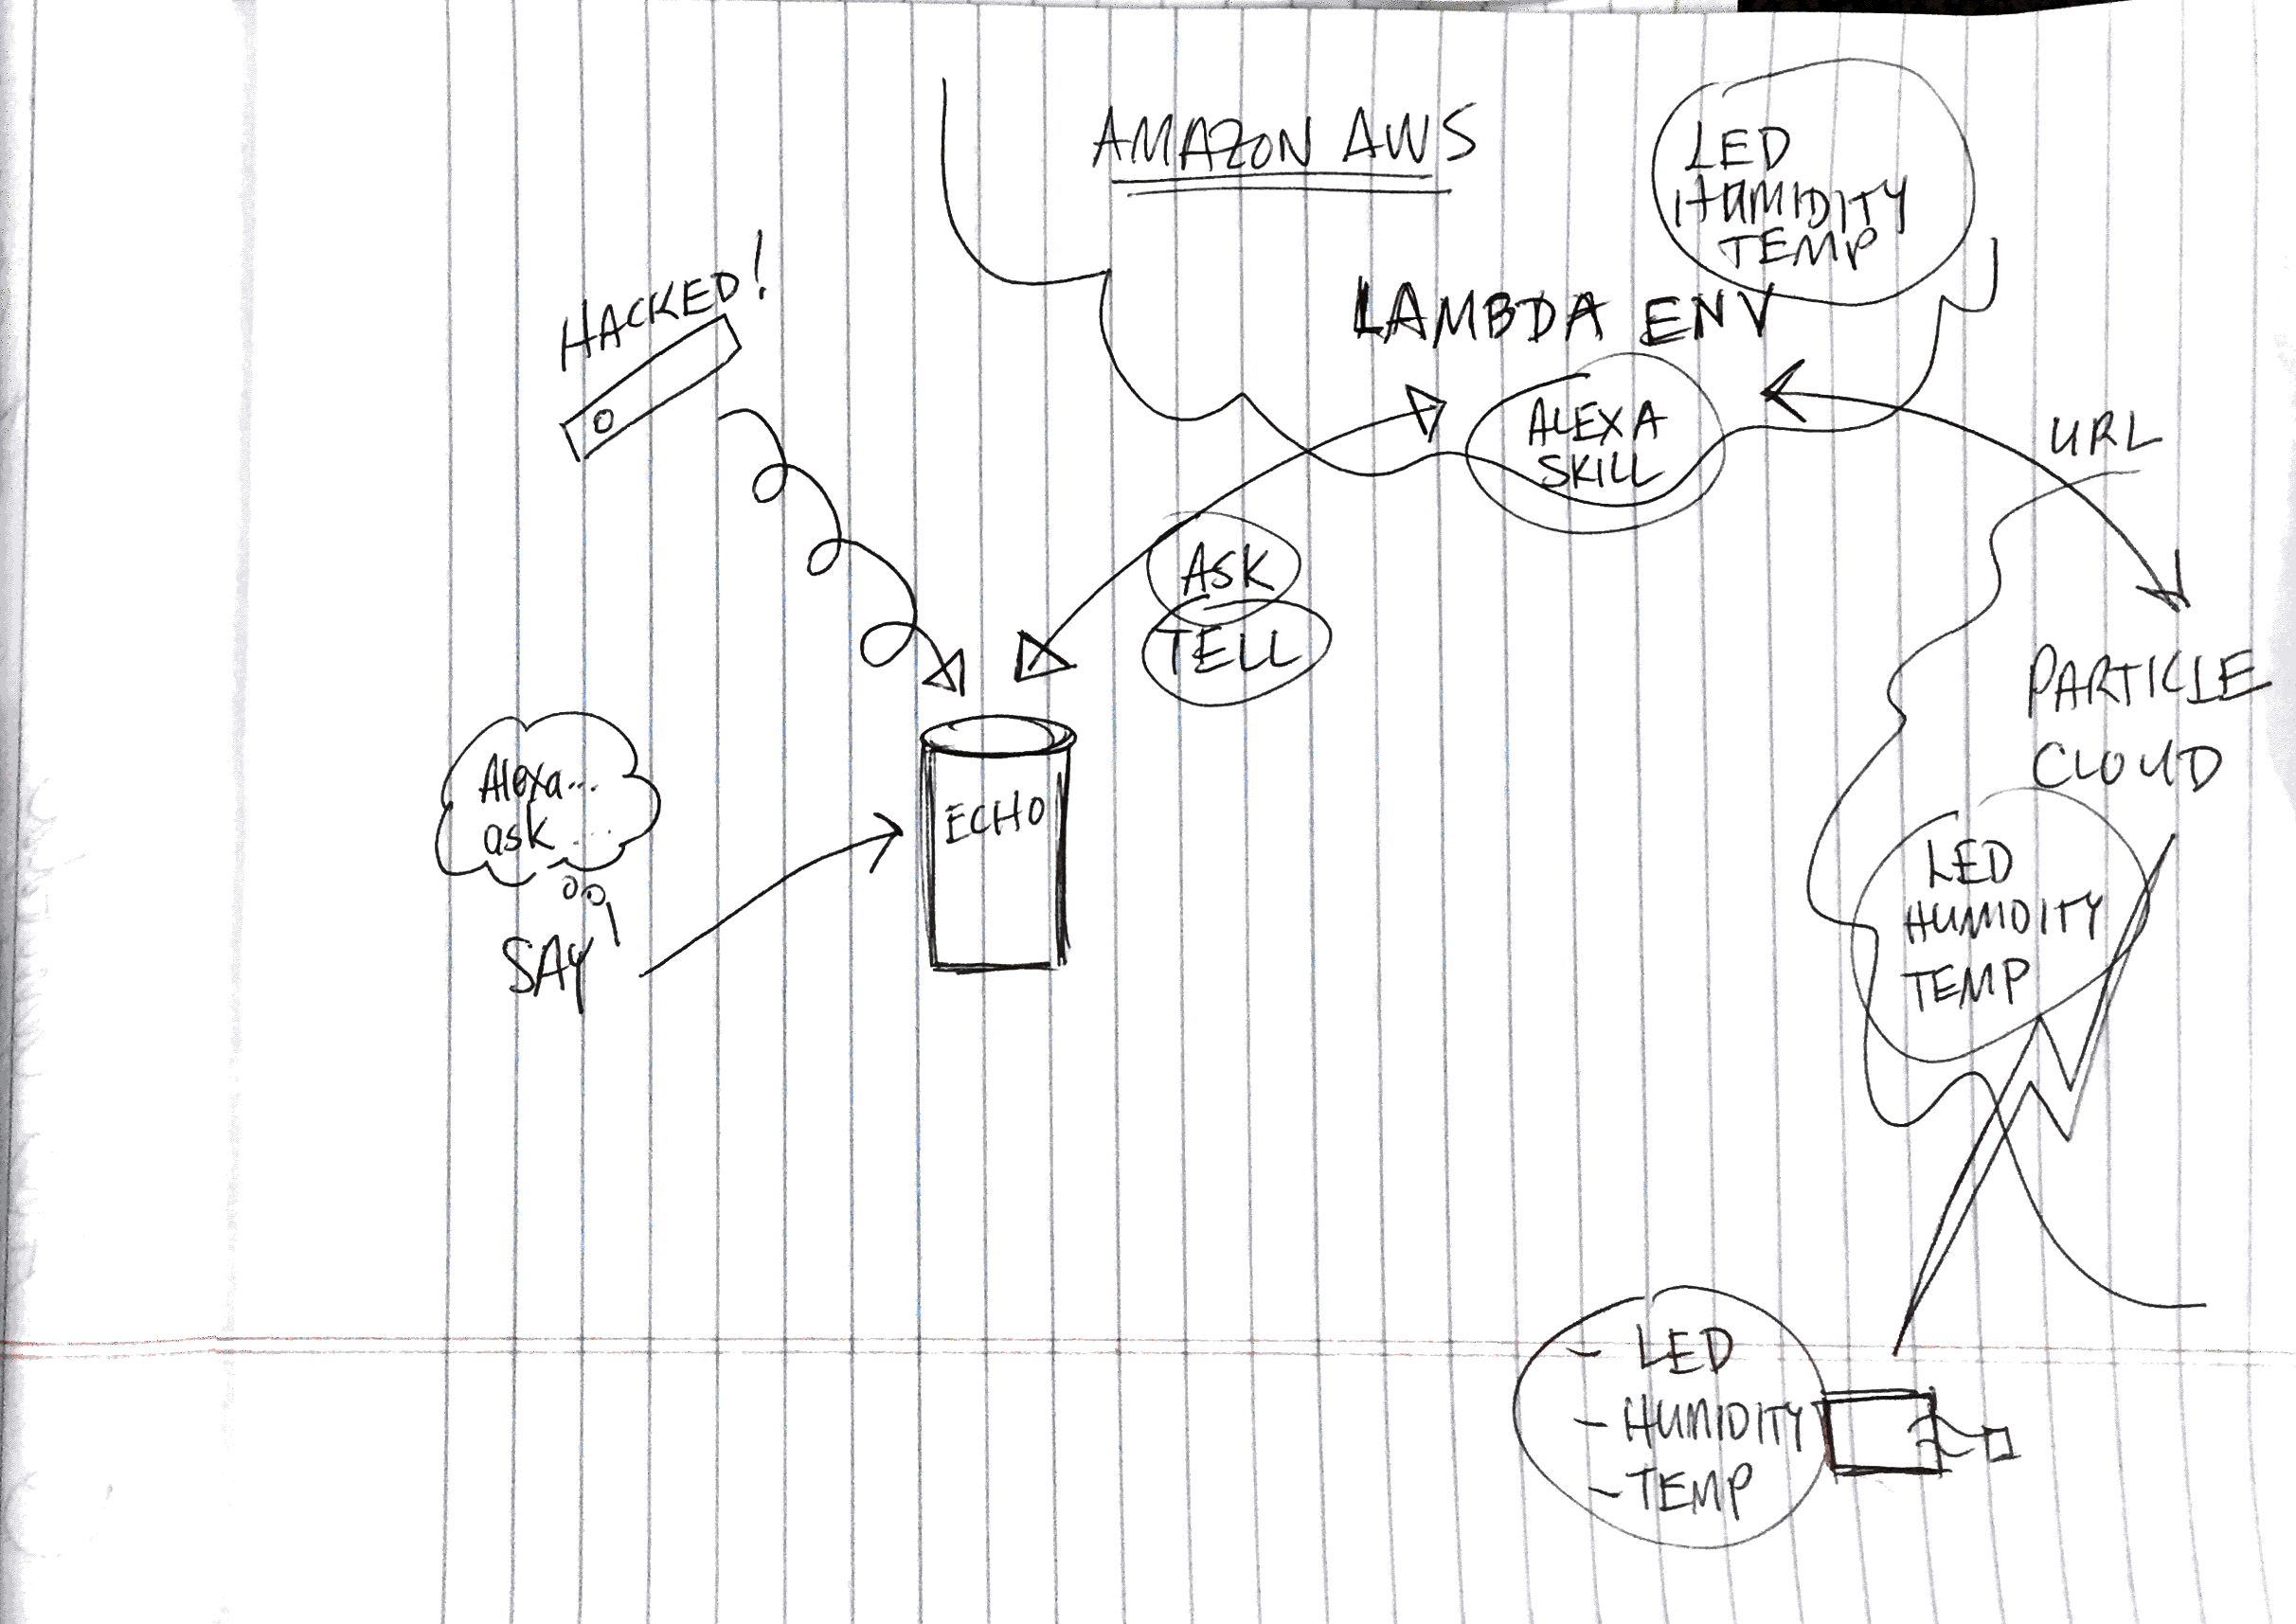 AMAZON AWS
LED
HUMIDITY
TEMP
HACKED!
LAMBDA ENV
ALEXA
SKILL
URL
ASK
TELL
PARTICLE
CLOUD
Alexa...
ask....
SAY
ECHO
LED
HUMIDITY
TEMP
- LED
- HUMIDITY
- TEMP